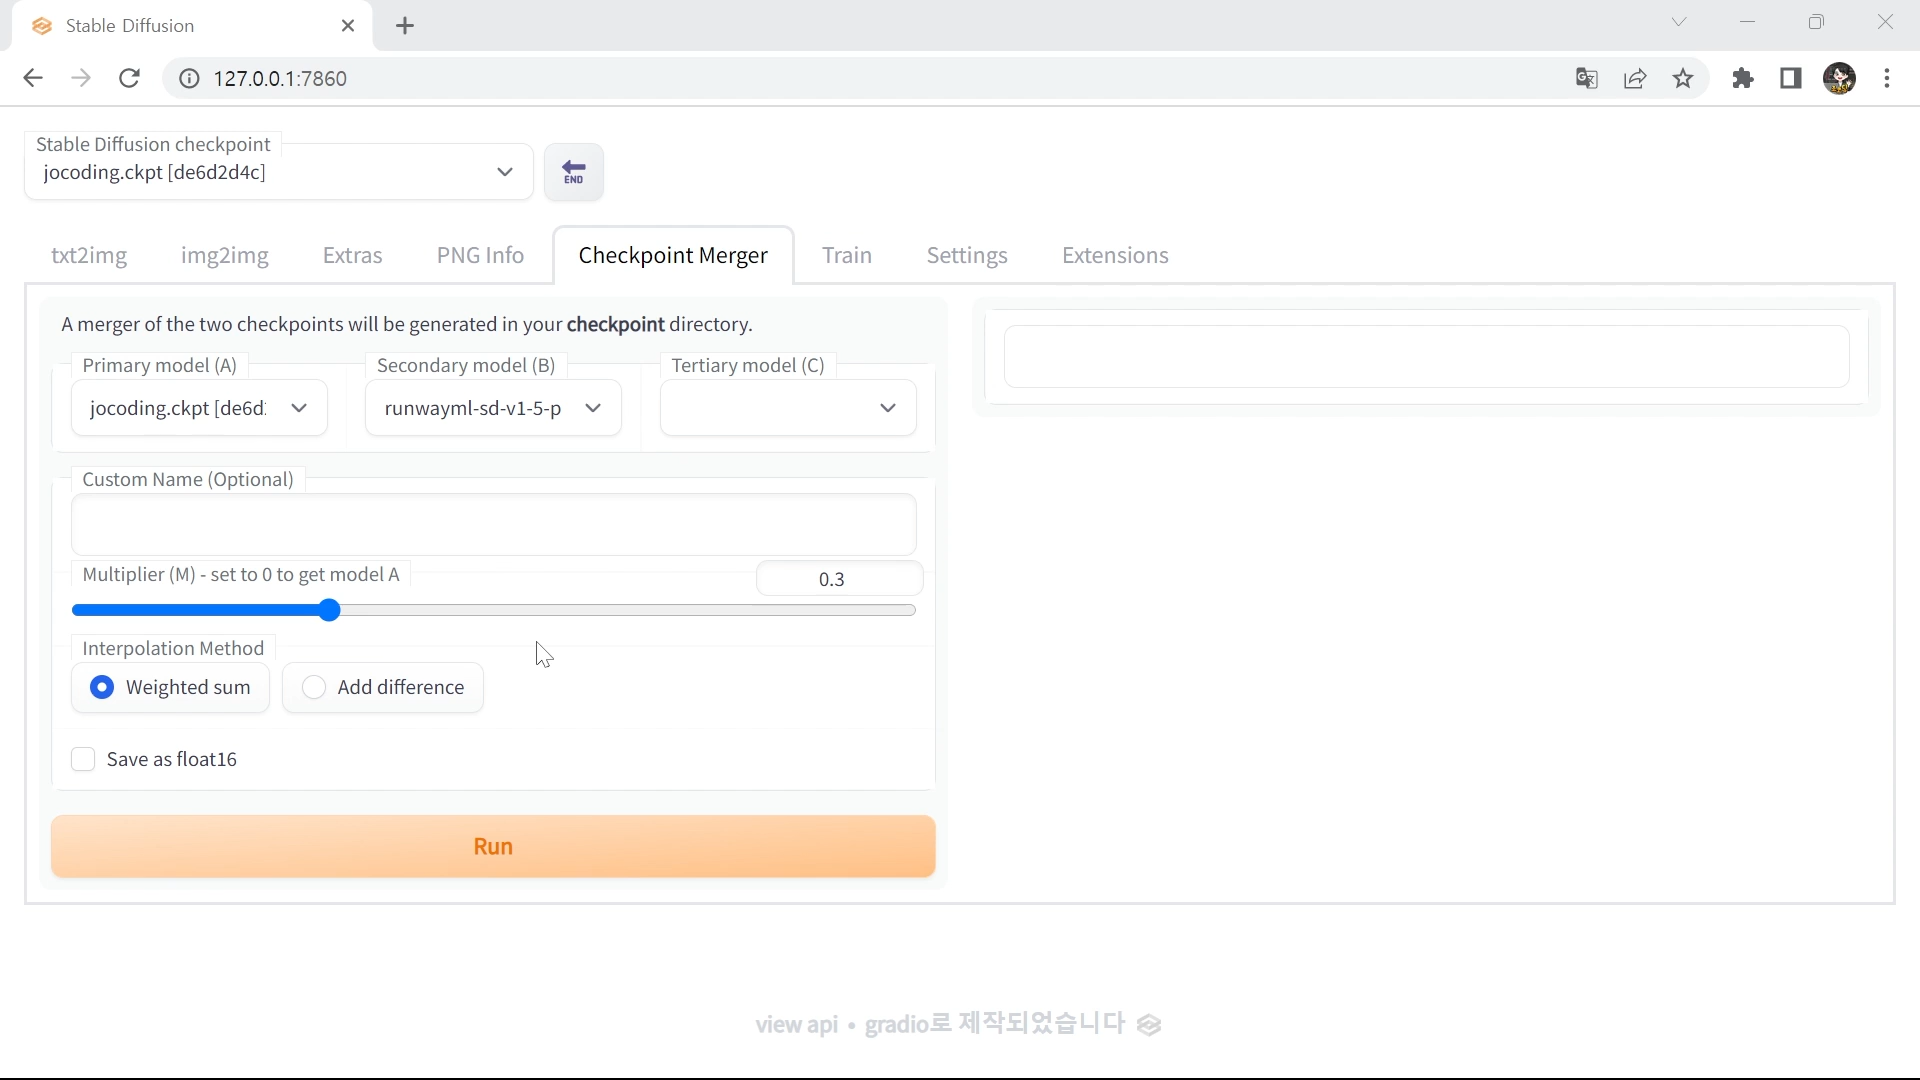 Stable Diffusion
127.0.0.1:7860
Stable Diffusion checkpoint
jocoding.ckpt [de6d2d4c]
END
txt2img img2img Extras PNG Info Checkpoint Merger Train Settings Extensions
A merger of the two checkpoints will be generated in your checkpoint directory.
Primary model (A) Secondary model (B) Tertiary model (C)
jocoding.ckpt [de6d runwayml-sd-v1-5-p
Custom Name (Optional)
Multiplier (M) - set to 0 to get model A 0.3
Interpolation Method
Weighted sum Add difference
Save as float16
Run
view api • gradio로 제작되었습니다